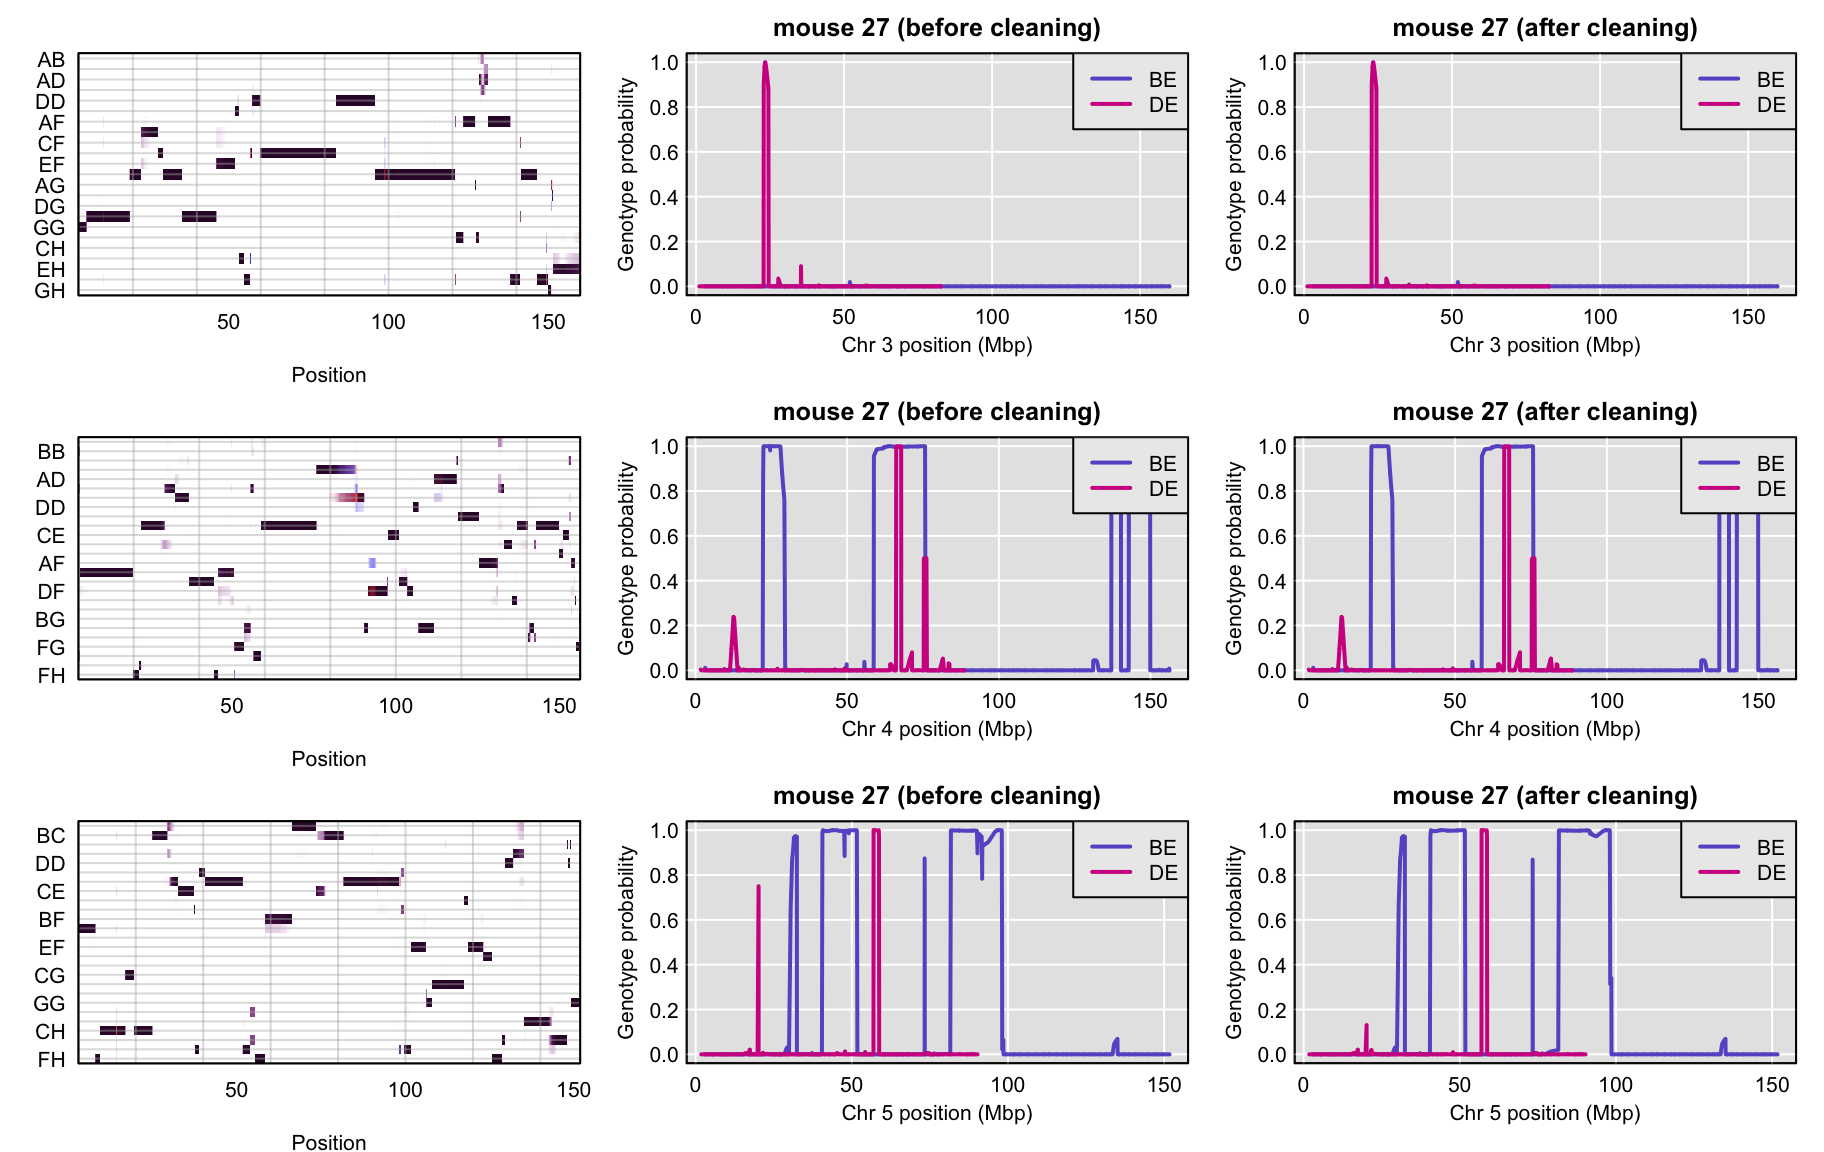 AB
AD
DD
AF
CF
EF
AG
DG
GG
CH
EH
GH
50 100 150
Position
mouse 27 (before cleaning)
Genotype probability
1.0
0.8
0.6
0.4
0.2
0.0
BE
DE
0 50 100 150
Chr 3 position (Mbp)
mouse 27 (after cleaning)
Genotype probability
1.0
0.8
0.6
0.4
0.2
0.0
BE
DE
0 50 100 150
Chr 3 position (Mbp)
BB
AD
DD
CE
AF
DF
BG
FG
FH
50 100 150
Position
mouse 27 (before cleaning)
Genotype probability
1.0
0.8
0.6
0.4
0.2
0.0
BE
DE
0 50 100 150
Chr 4 position (Mbp)
mouse 27 (after cleaning)
Genotype probability
1.0
0.8
0.6
0.4
0.2
0.0
BE
DE
0 50 100 150
Chr 4 position (Mbp)
BC
DD
CE
BF
EF
CG
GG
CH
FH
50 100 150
Position
mouse 27 (before cleaning)
Genotype probability
1.0
0.8
0.6
0.4
0.2
0.0
BE
DE
0 50 100 150
Chr 5 position (Mbp)
mouse 27 (after cleaning)
Genotype probability
1.0
0.8
0.6
0.4
0.2
0.0
BE
DE
0 50 100 150
Chr 5 position (Mbp)